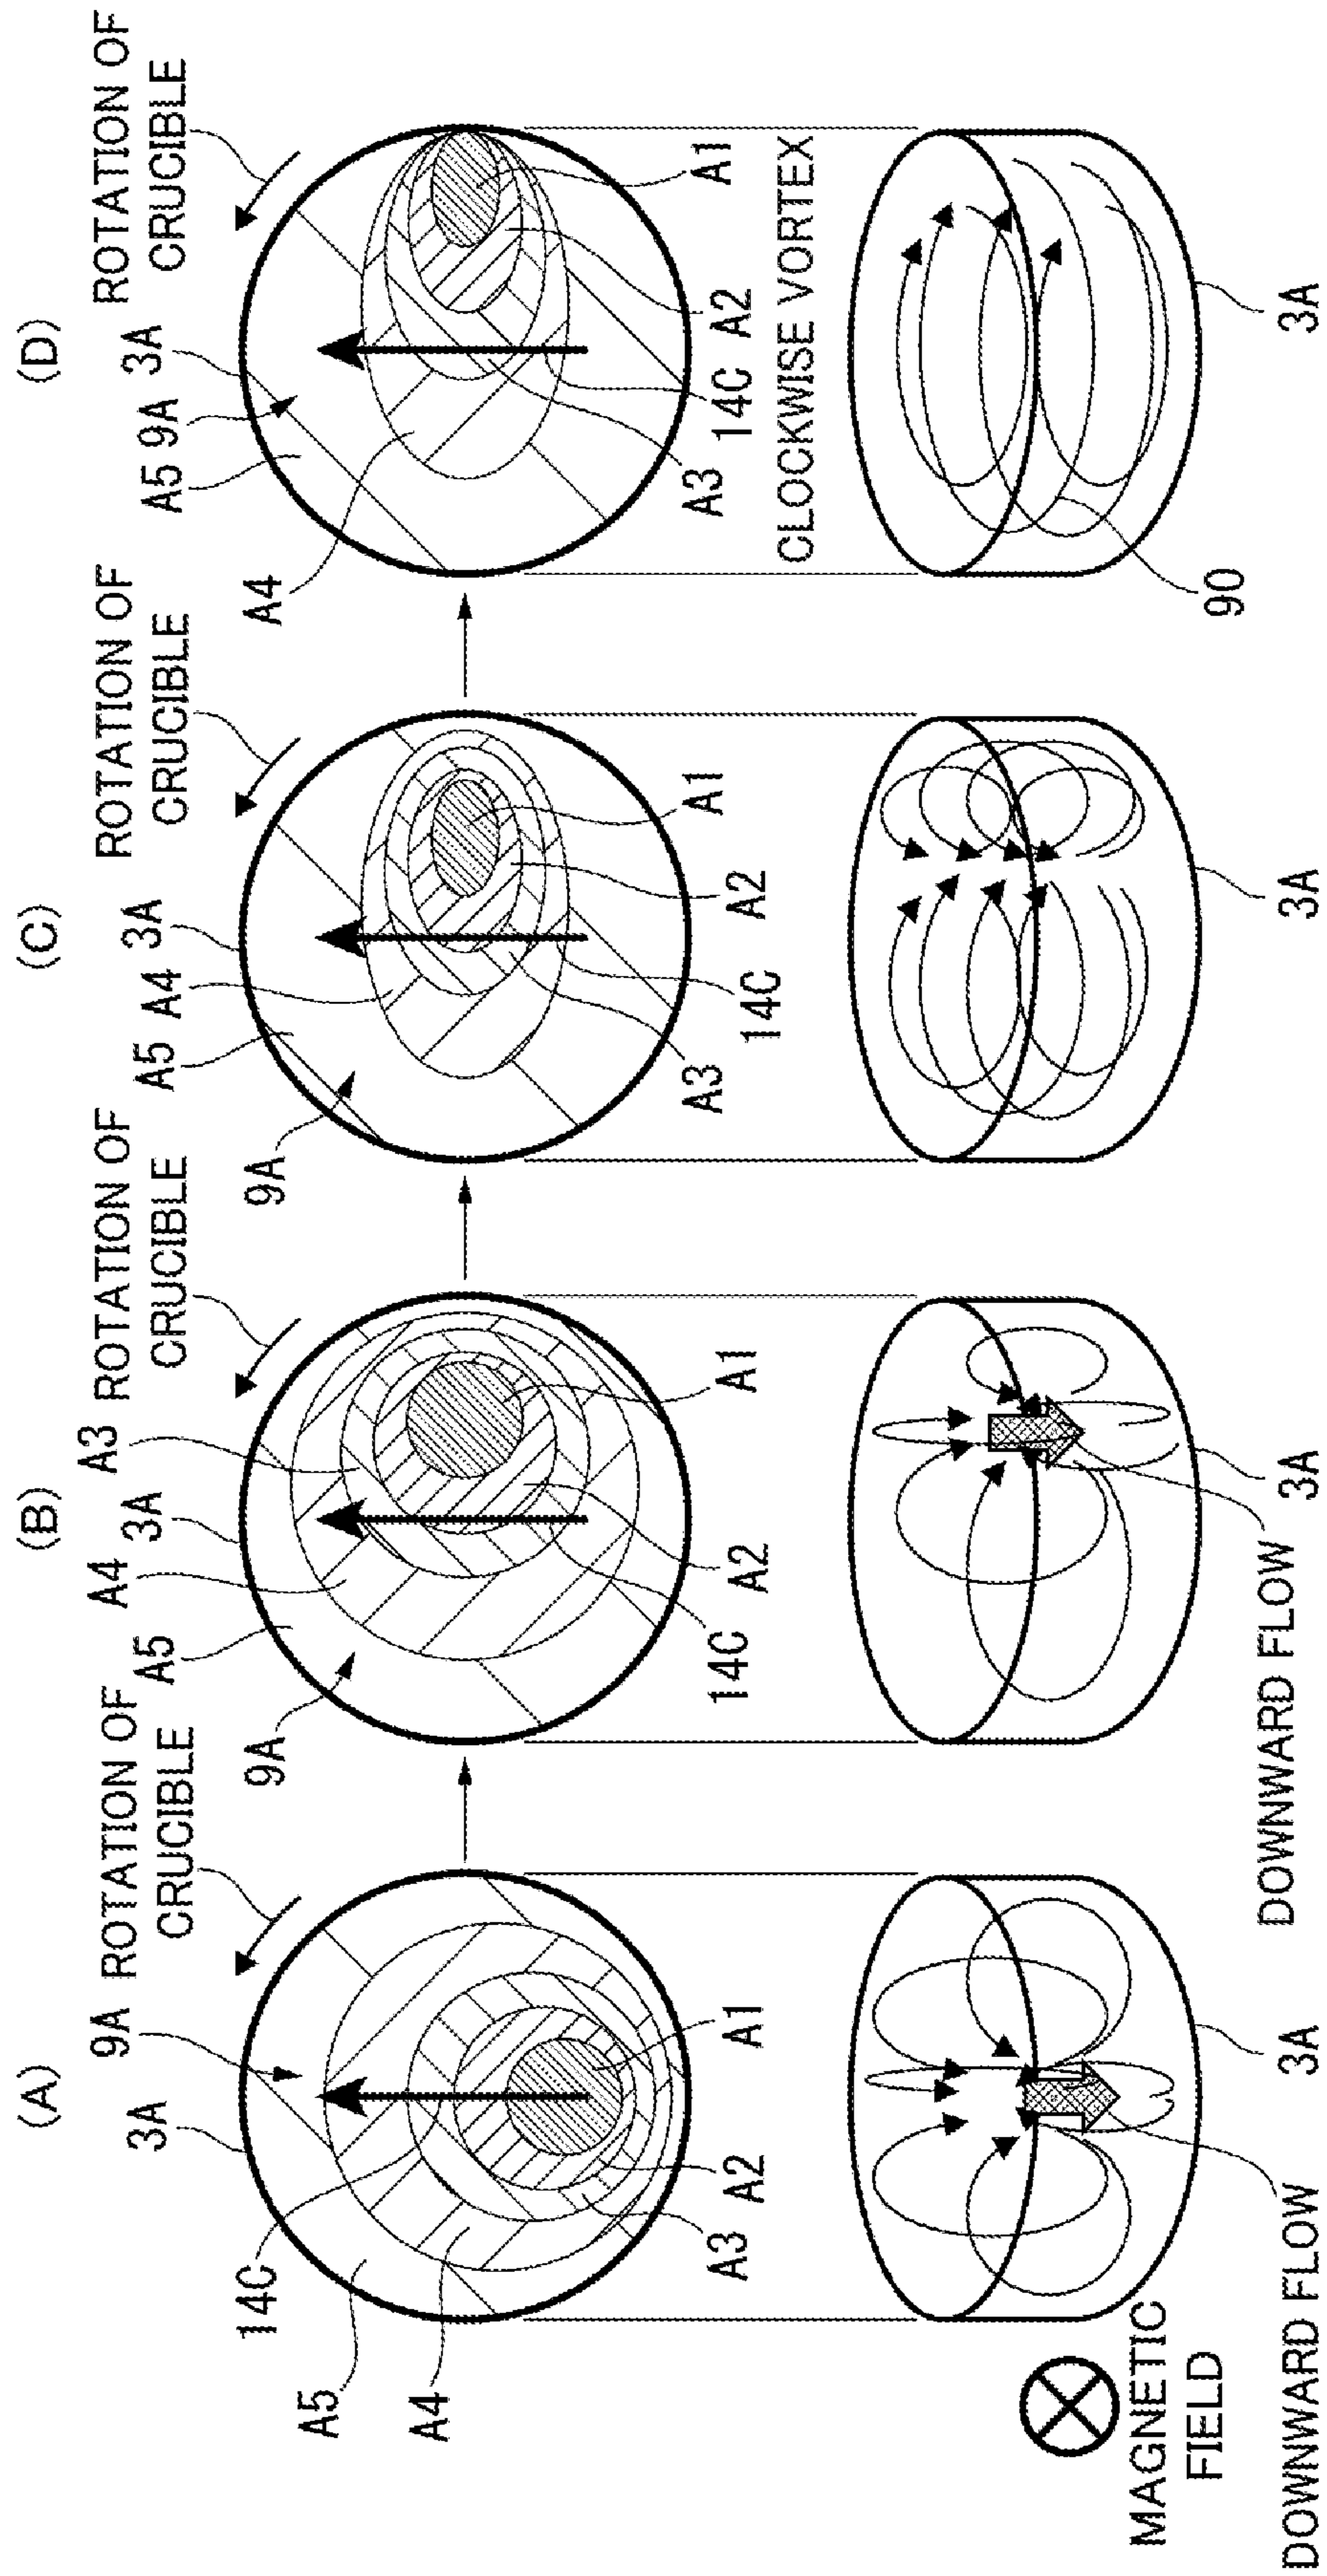 (A)
9A
ROTATION OF
CRUCIBLE
3A
14C
A5
A4
A3
A2
A1
MAGNETIC
FIELD
3A
DOWNWARD FLOW
(B)
A3
ROTATION OF
CRUCIBLE
A4
3A
A5
9A
14C
A2
A1
3A
DOWNWARD FLOW
(C)
ROTATION OF
CRUCIBLE
A5
A4
3A
9A
A3
14C
A2
A1
3A
(D)
ROTATION OF
CRUCIBLE
A5
9A
3A
A4
A3
14C
A2
A1
CLOCKWISE VORTEX
90
3A